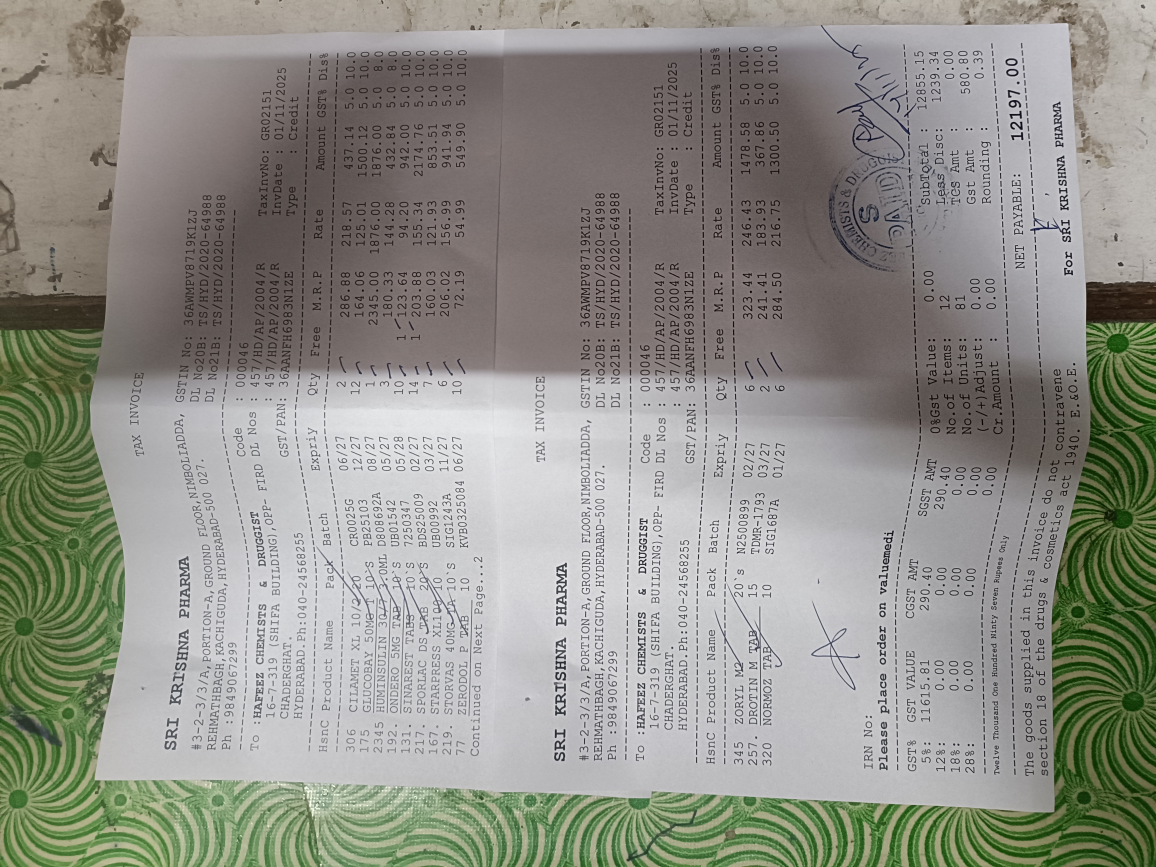 TAX INVOICE
SRI KRISHNA PHARMA
#3-2-3/3/A,PORTION-A,GROUND FLOOR,NIMBOLIADDA, GSTIN No: 36AWMPV8719K1ZJ
REHMATHBAGH,KACHIGUDA,HYDERABAD-500 027. DL No20B: TS/HYD/2020-64988
Ph :9849067299 DL No21B: TS/HYD/2020-64988
To :HAFEEZ CHEMISTS & DRUGGIST Code : 000046 TaxInvNo: GR02151
16-7-319 (SHIFA BUILDING),OPP- FIRD DL Nos : 457/HD/AP/2004/R InvDate : 01/11/2025
CHADERGHAT. : 457/HD/AP/2004/R Type : Credit
HYDERABAD.Ph:040-24568255 GST/PAN: 36AANFH6983N1ZE
HsnC Product Name Pack Batch Expriy Qty Free M.R.P Rate Amount GST% Dis%
306 CILAMET XL 10/ CR0025G 06/27 2 286.88 218.57 437.14 5.0 10.0
175 GLUCOBAY 50MG T 10'S PB25103 12/27 12 164.06 125.01 1500.12 5.0 10.0
2345 HUMINSULIN 30/ D808692A 08/27 1 2345.00 1876.00 1876.00 5.0 8.0
192. ONDERO 5MG TAB 10'S UB01542 05/27 3 180.33 144.28 432.84 5.0 8.0
131. SINAREST TABS 10'S 7250347 05/28 10 1 123.64 94.20 942.00 5.0 10.0
217. SPORLAC DS TAB 20'S BDS25009 02/27 14 1 203.88 155.34 2174.76 5.0 10.0
167. STARPRESS XL100 10 UB00992 03/27 7 160.03 121.93 853.51 5.0 10.0
219. STORVAS 40MG 10'S SIG1243A 11/27 6 206.02 156.99 941.94 5.0 10.0
77 ZERODOL P TAB 10 KVB0325084 06/27 10 72.19 54.99 549.90 5.0 10.0
Continued on Next Page...2
TAX INVOICE
SRI KRISHNA PHARMA
#3-2-3/3/A,PORTION-A,GROUND FLOOR,NIMBOLIADDA, GSTIN No: 36AWMPV8719K1ZJ
REHMATHBAGH,KACHIGUDA,HYDERABAD-500 027. DL No20B: TS/HYD/2020-64988
Ph :9849067299 DL No21B: TS/HYD/2020-64988
To :HAFEEZ CHEMISTS & DRUGGIST Code : 000046 TaxInvNo: GR02151
16-7-319 (SHIFA BUILDING),OPP- FIRD DL Nos : 457/HD/AP/2004/R InvDate : 01/11/2025
CHADERGHAT. : 457/HD/AP/2004/R Type : Credit
HYDERABAD.Ph:040-24568255 GST/PAN: 36AANFH6983N1ZE
HsnC Product Name Pack Batch Expriy Qty Free M.R.P Rate Amount GST% Dis%
345 ZORYL M2 20's N2500899 02/27 6 323.44 246.43 1478.58 5.0 10.0
257. DROTIN M TAB 15 TDMR-1793 03/27 2 241.41 183.93 367.86 5.0 10.0
320 NORMOZ TAB 10 SIG1687A 01/27 6 284.50 216.75 1300.50 5.0 10.0
CHEMISTS & DRUGG
PAID
IRN No:
Please place order on valuemedi
GST% GST VALUE CGST AMT SGST AMT 0%Gst Value: 0.00 SubTotal : 12855.15
5%: 11615.81 290.40 290.40 No.of Items: 12 Less Disc: 1239.34
12%: 0.00 0.00 0.00 No.of Units: 81 Tcs Amt : 0.00
18%: 0.00 0.00 0.00 (-/+)Adjust: 0.00 Gst Amt : 580.80
28%: 0.00 0.00 0.00 Cr.Amount : 0.00 Rounding : 0.39
Twelve Thousand One Hundred Ninty Seven Rupees Only NET PAYABLE: 12197.00
The goods supplied in this invoice do not contravene
section 18 of the drugs & cosmetics act 1940. E.&O.E. For SRI KRISHNA PHARMA